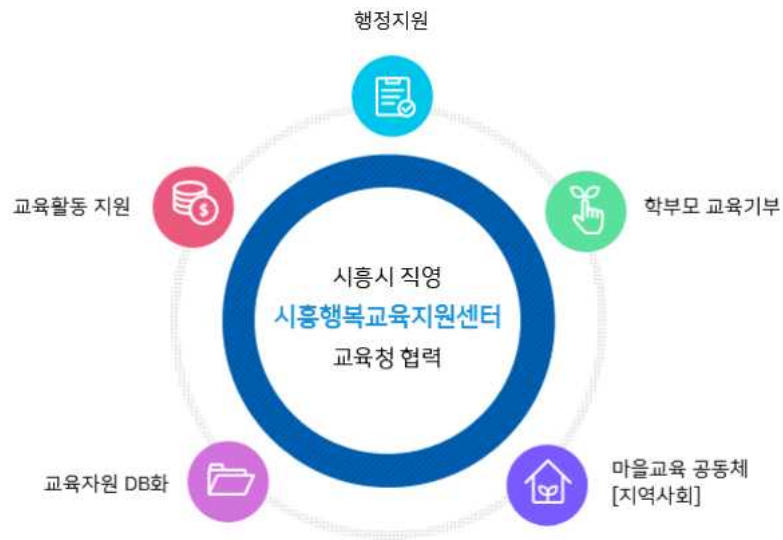 행정지원
교육활동 지원
학부모 교육기부
시흥시 직영
시흥행복교육지원센터
교육청 협력
교육자원 DB화
마을교육 공동체
[지역사회]
$